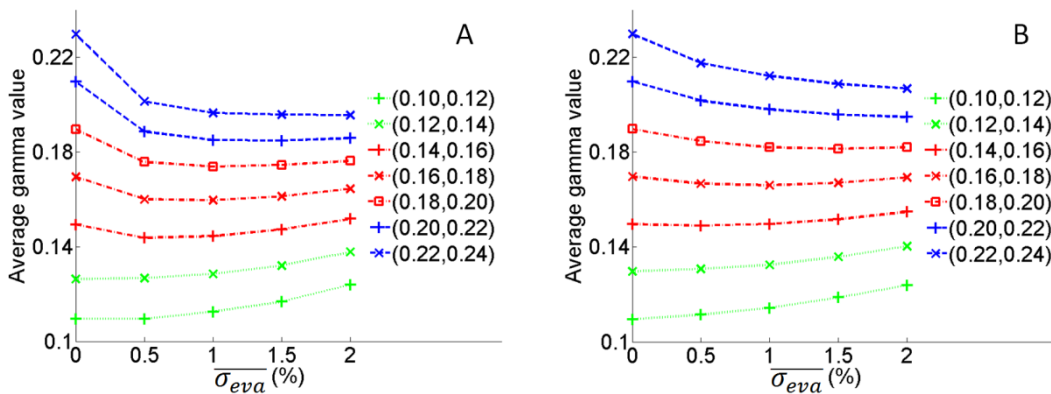 A
Average gamma value
0.22
0.18
0.14
0.1
0 0.5 1 1.5 2
σ_eva (%)
(0.10,0.12)
(0.12,0.14)
(0.14,0.16)
(0.16,0.18)
(0.18,0.20)
(0.20,0.22)
(0.22,0.24)
B
Average gamma value
0.22
0.18
0.14
0.1
0 0.5 1 1.5 2
σ_eva (%)
(0.10,0.12)
(0.12,0.14)
(0.14,0.16)
(0.16,0.18)
(0.18,0.20)
(0.20,0.22)
(0.22,0.24)